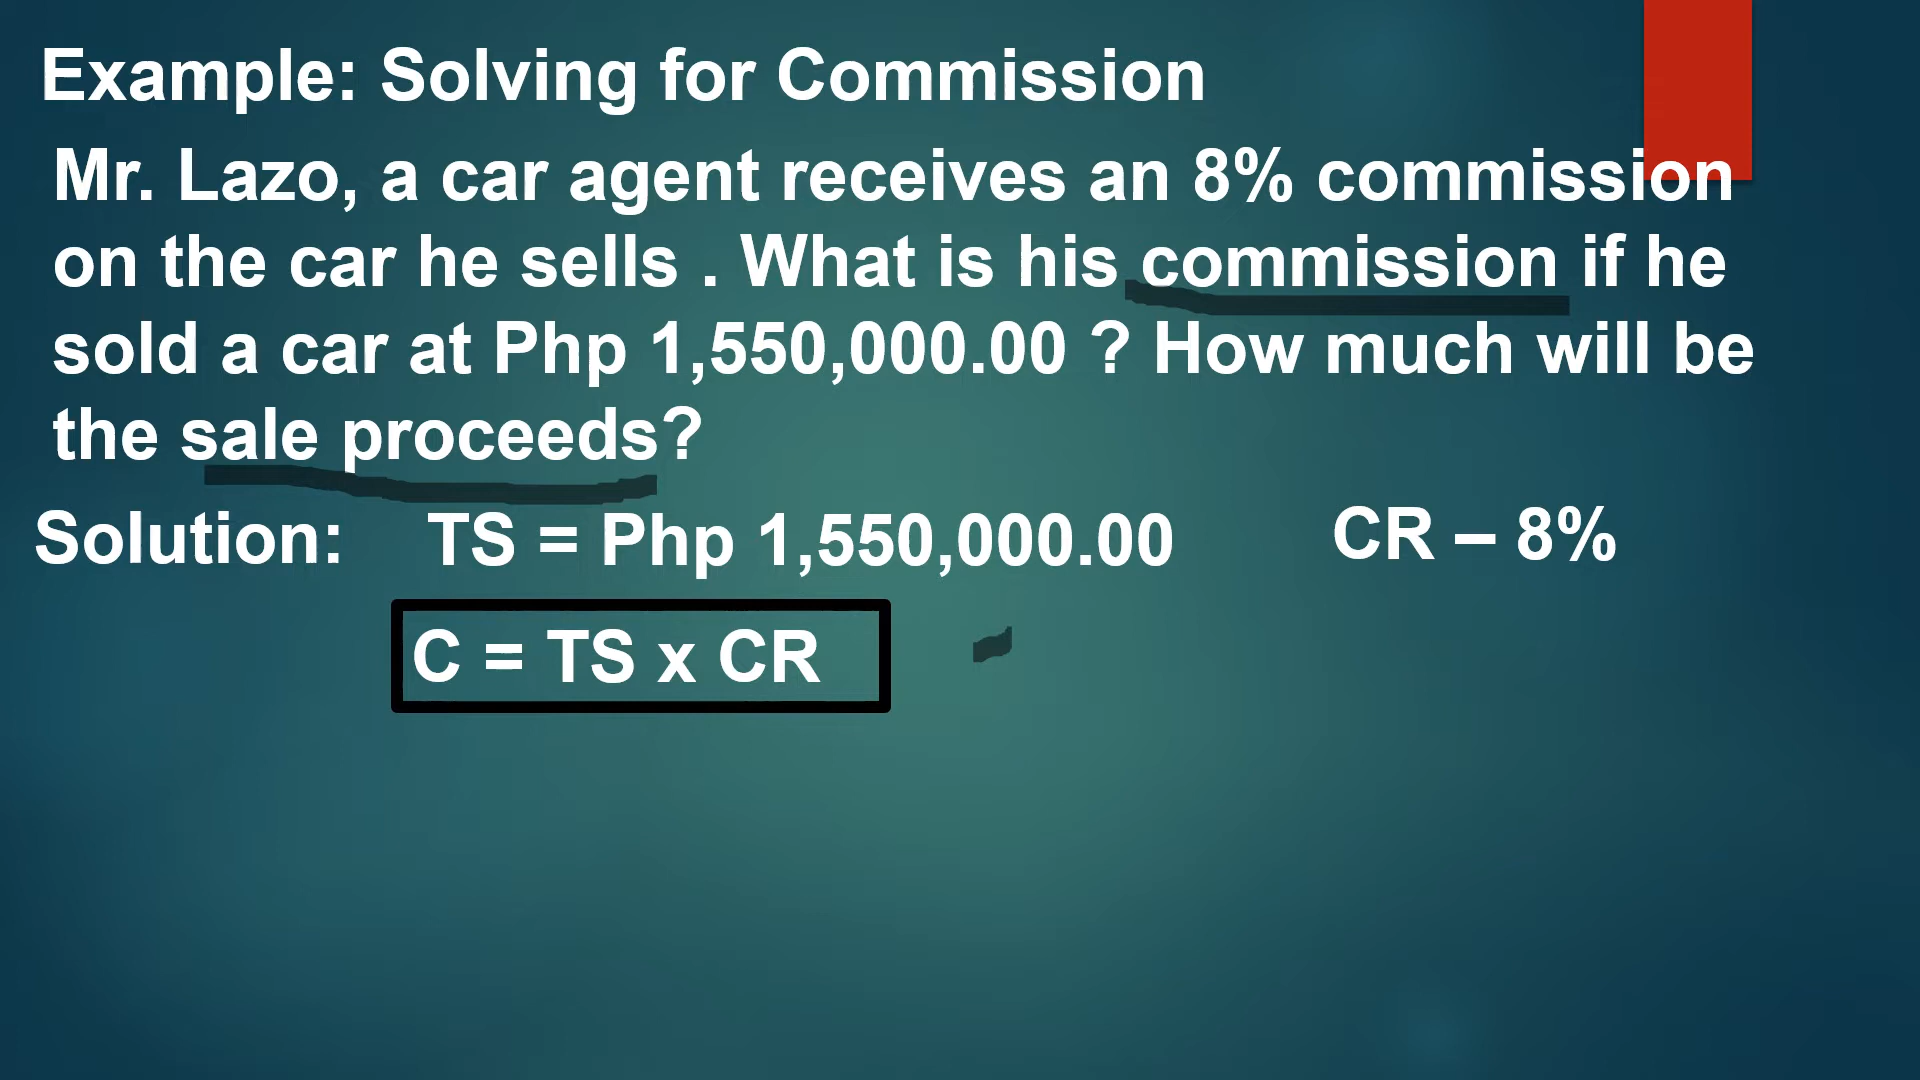 Example: Solving for Commission
Mr. Lazo, a car agent receives an 8% commission
on the car he sells . What is his commission if he
sold a car at Php 1,550,000.00 ? How much will be
the sale proceeds?
Solution: TS = Php 1,550,000.00 CR – 8%
C = TS x CR